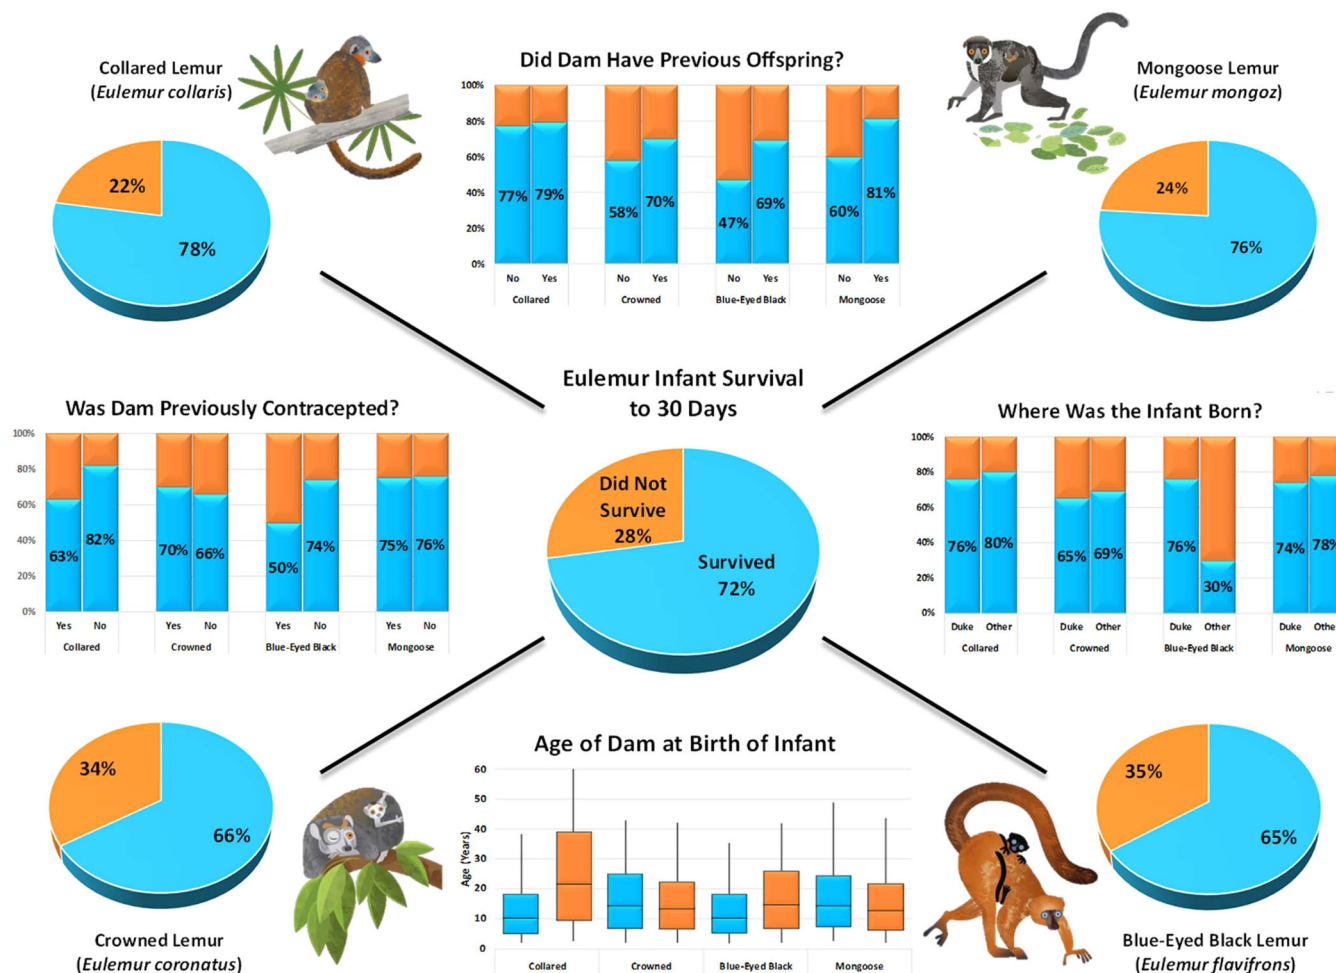 Collared Lemur
(Eulemur collaris)
22%
78%
Did Dam Have Previous Offspring?
100%
80%
60%
40%
20%
0%
77% 79% 58% 70% 47% 69% 60% 81%
No Yes No Yes No Yes No Yes
Collared Crowned Blue-Eyed Black Mongoose
Mongoose Lemur
(Eulemur mongoz)
24%
76%
Was Dam Previously Contracepted?
100%
80%
60%
40%
20%
0%
63% 82% 70% 66% 50% 74% 75% 76%
Yes No Yes No Yes No Yes No
Collared Crowned Blue-Eyed Black Mongoose
Eulemur Infant Survival
to 30 Days
Did Not
Survive
28%
Survived
72%
Where Was the Infant Born?
100%
80%
60%
40%
20%
0%
76% 80% 65% 69% 76% 30% 74% 78%
Duke Other Duke Other Duke Other Duke Other
Collared Crowned Blue-Eyed Black Mongoose
34%
66%
Crowned Lemur
(Eulemur coronatus)
Age of Dam at Birth of Infant
Age (Years)
60
50
40
30
20
10
0
Collared Crowned Blue-Eyed Black Mongoose
35%
65%
Blue-Eyed Black Lemur
(Eulemur flavifrons)